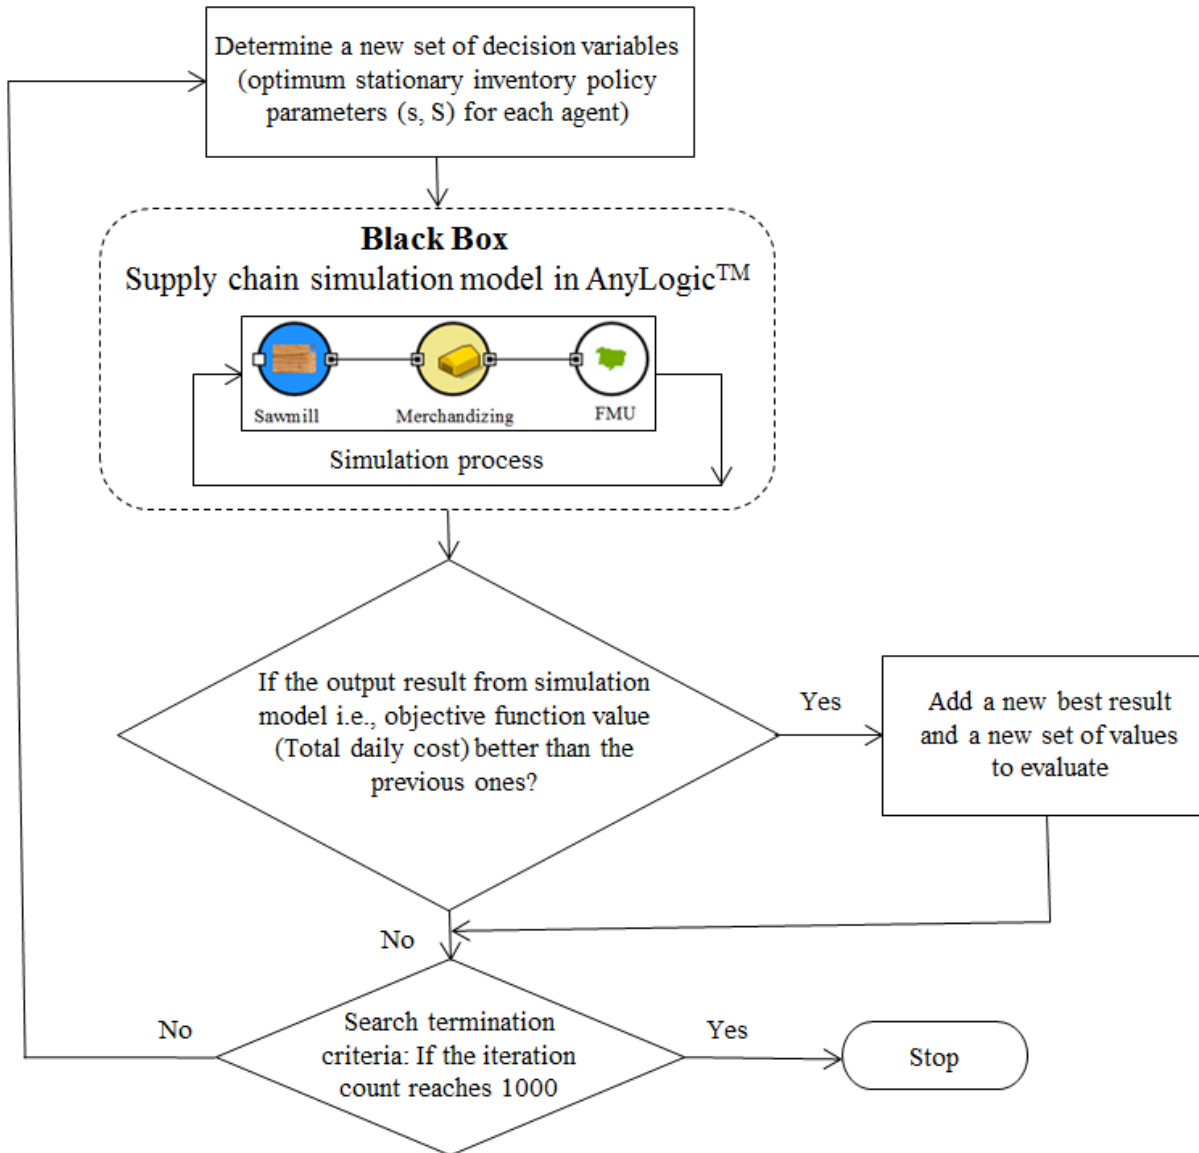 Determine a new set of decision variables
(optimum stationary inventory policy
parameters (s, S) for each agent)
Black Box
Supply chain simulation model in AnyLogic™
Sawmill
Merchandizing
FMU
Simulation process
If the output result from simulation
model i.e., objective function value
(Total daily cost) better than the
previous ones?
Yes
Add a new best result
and a new set of values
to evaluate
No
No
Search termination
criteria: If the iteration
count reaches 1000
Yes
Stop